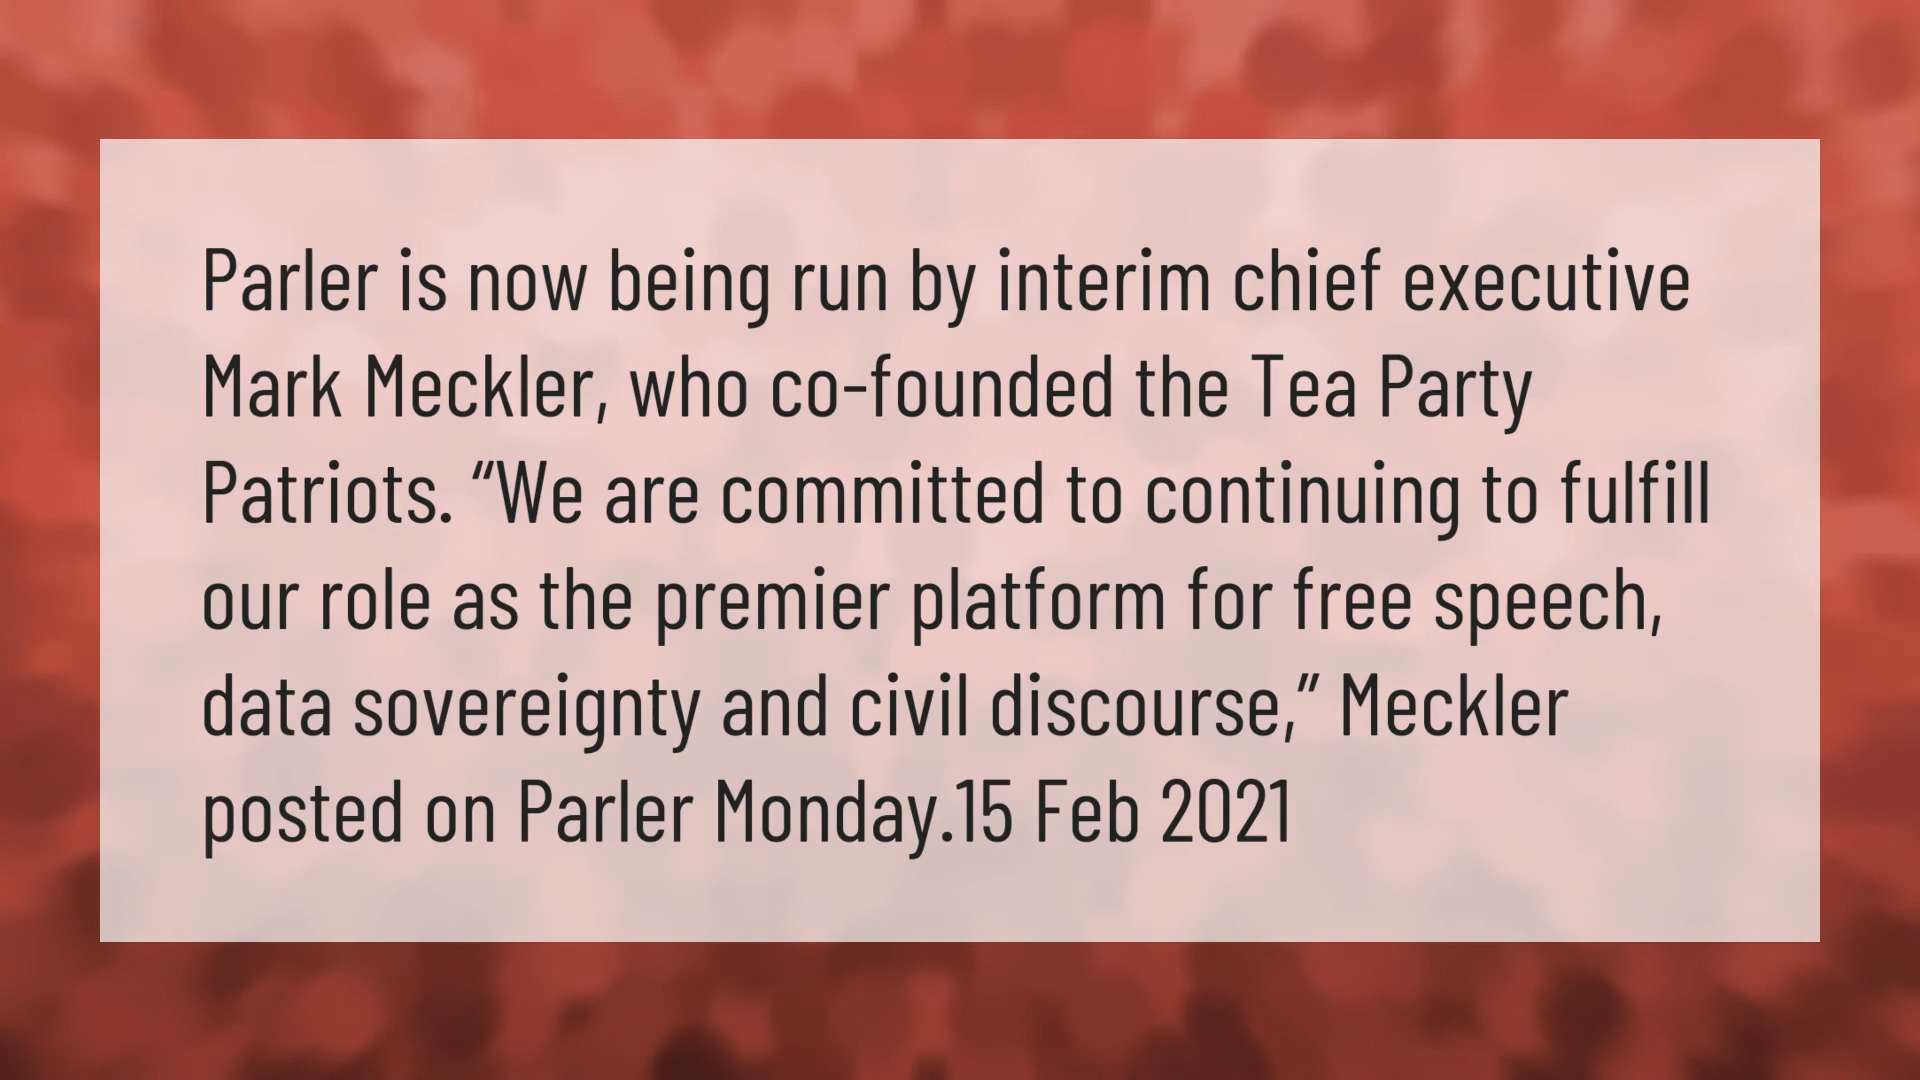 Parler is now being run by interim chief executive
Mark Meckler, who co-founded the Tea Party
Patriots. “We are committed to continuing to fulfill
our role as the premier platform for free speech,
data sovereignty and civil discourse,” Meckler
posted on Parler Monday.15 Feb 2021